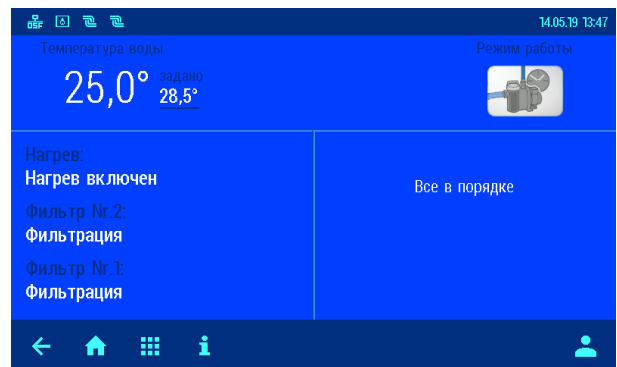 OSF
14.05.19 13:47
Температура воды
Режим работы
25,0°
задано
28,5°
Нагрев:
Нагрев включен
Фильтр Nr.2:
Фильтрация
Фильтр Nr.1:
Фильтрация
Все в порядке